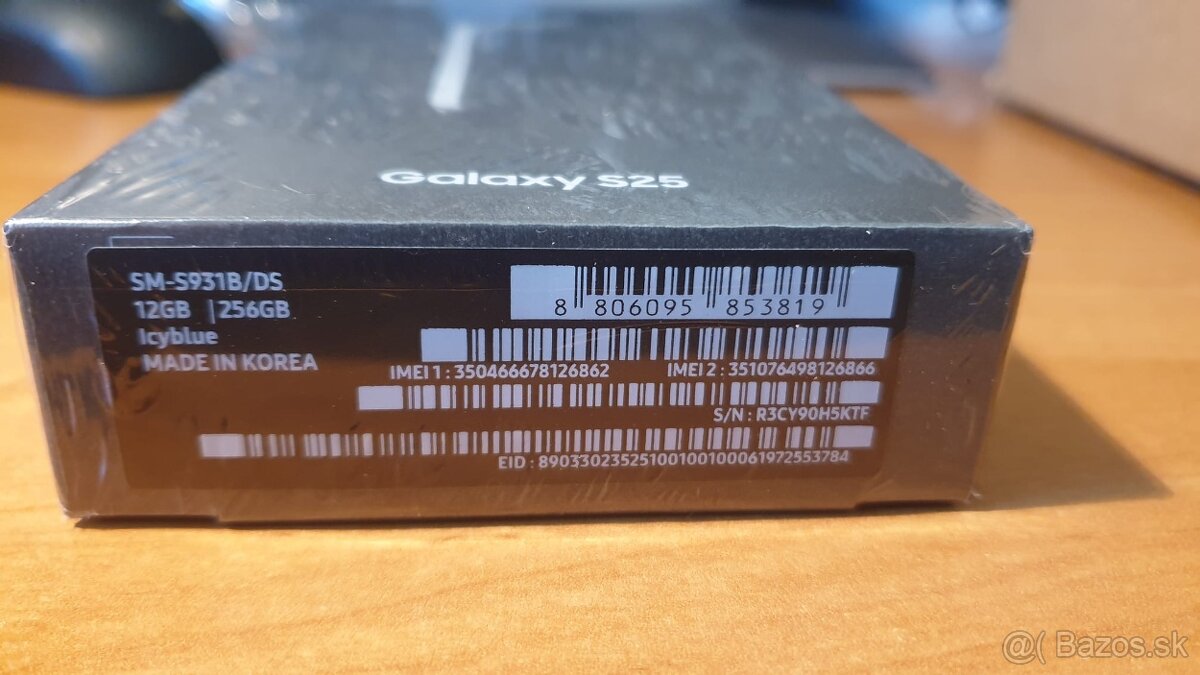 Galaxy S25
SM-S931B/DS
12GB | 256GB
Icyblue
MADE IN KOREA
8 806095 853819
IMEI 1 : 350466678126862 IMEI 2 : 351076498126866
S/N : R3CY90H5KTF
EID : 89033023525100100100061972553784
@( Bazos.sk